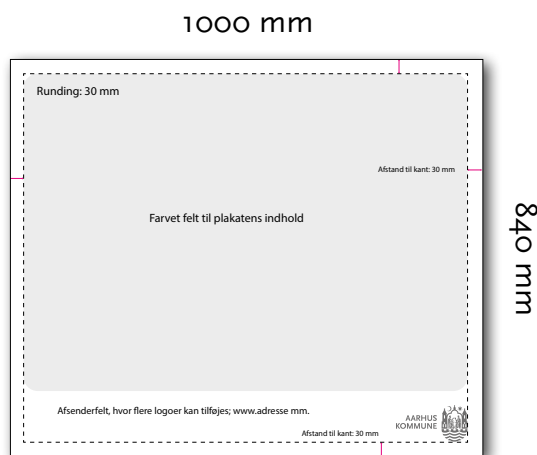 1000 mm
Runding: 30 mm
Afstand til kant: 30 mm
Farvet felt til plakatens indhold
840 mm
Afsenderfelt, hvor flere logoer kan tilføjes; www.adresse mm.
AARHUS
KOMMUNE
Afstand til kant: 30 mm